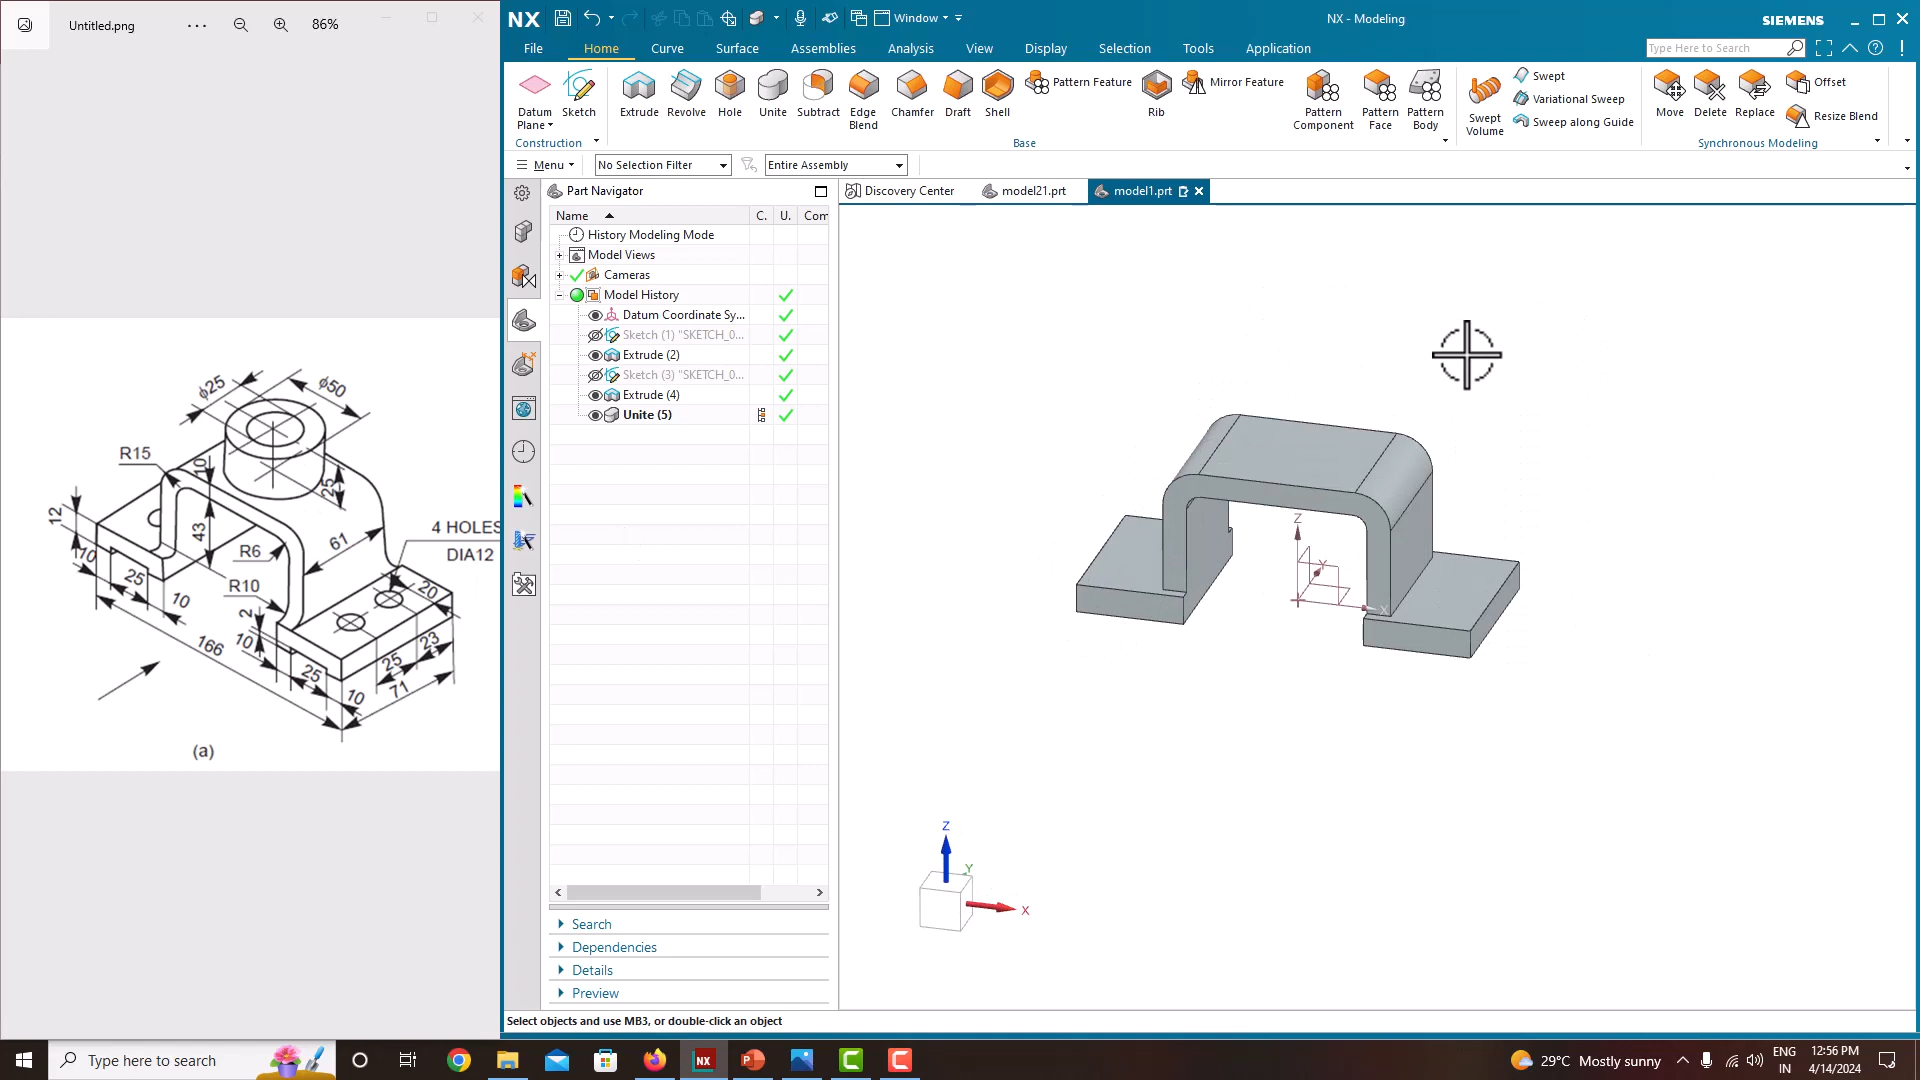 Untitled.png
86%
NX
Window
NX - Modeling
SIEMENS
File
Home
Curve
Surface
Assemblies
Analysis
View
Display
Selection
Tools
Application
Type Here to Search
Datum Plane
Sketch
Extrude
Revolve
Hole
Unite
Subtract
Edge Blend
Chamfer
Draft
Shell
Pattern Feature
Rib
Mirror Feature
Pattern Component
Pattern Face
Pattern Body
Swept Volume
Swept
Variational Sweep
Sweep along Guide
Move
Delete
Replace
Offset
Resize Blend
Construction
Base
Synchronous Modeling
Menu
No Selection Filter
Entire Assembly
Part Navigator
Discovery Center
model21.prt
model1.prt
Name
C.
U.
Com
History Modeling Mode
Model Views
Cameras
Model History
Datum Coordinate Sy...
Sketch (1) "SKETCH_0...
Extrude (2)
Sketch (3) "SKETCH_0...
Extrude (4)
Unite (5)
Search
Dependencies
Details
Preview
ϕ25
ϕ50
R15
10
25
12
43
4 HOLES
DIA12
61
R6
10
25
R10
20
10
2
166
10
23
25
25
71
10
(a)
Z
Y
X
Z
Y
X
Select objects and use MB3, or double-click an object
Type here to search
29°C Mostly sunny
ENG
IN
12:56 PM
4/14/2024